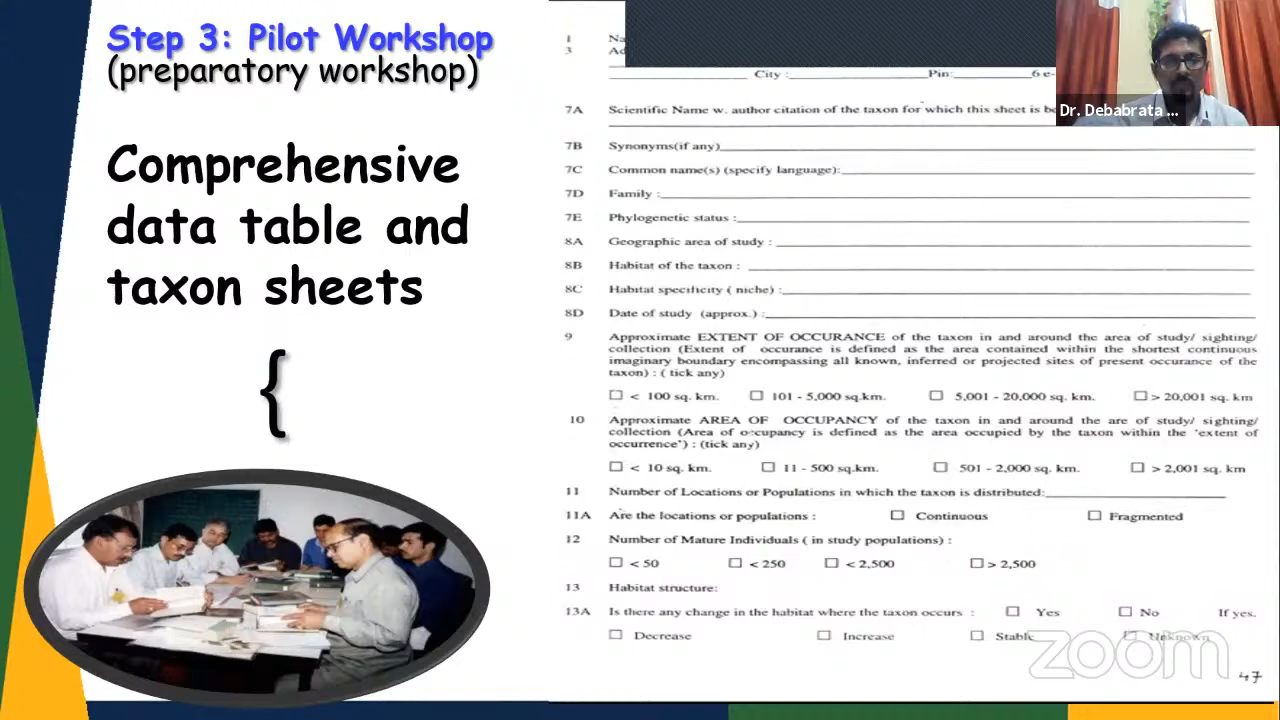 Step 3: Pilot Workshop
(preparatory workshop)
Comprehensive
data table and
taxon sheets
{
1 Na
3 Ad
City : Pin: 6 e-
7A Scientific Name w. author citation of the taxon for which this sheet is be
7B Synonyms(if any)
7C Common name(s) (specify language):
7D Family :
7E Phylogenetic status :
8A Geographic area of study :
8B Habitat of the taxon :
8C Habitat specificity ( niche) :
8D Date of study (approx.) :
9 Approximate EXTENT OF OCCURANCE of the taxon in and around the area of study/ sighting/
collection (Extent of occurance is defined as the area contained within the shortest continuous
imaginary boundary encompassing all known, inferred or projected sites of present occurance of the
taxon) : ( tick any)
☐ < 100 sq. km. ☐ 101 - 5,000 sq.km. ☐ 5,001 - 20,000 sq. km. ☐ > 20,001 sq. km
10 Approximate AREA OF OCCUPANCY of the taxon in and around the are of study/ sighting/
collection (Area of occupancy is defined as the area occupied by the taxon within the 'extent of
occurrence') : (tick any)
☐ < 10 sq. km. ☐ 11 - 500 sq.km. ☐ 501 - 2,000 sq. km. ☐ > 2,001 sq. km
11 Number of Locations or Populations in which the taxon is distributed:
11A Are the locations or populations : ☐ Continuous ☐ Fragmented
12 Number of Mature Individuals ( in study populations) :
☐ < 50 ☐ < 250 ☐ < 2,500 ☐ > 2,500
13 Habitat structure:
13A Is there any change in the habitat where the taxon occurs : ☐ Yes ☐ No If yes.
☐ Decrease ☐ Increase ☐ Stable ☐ Unknown
47
Dr. Debabrata ...
zoom